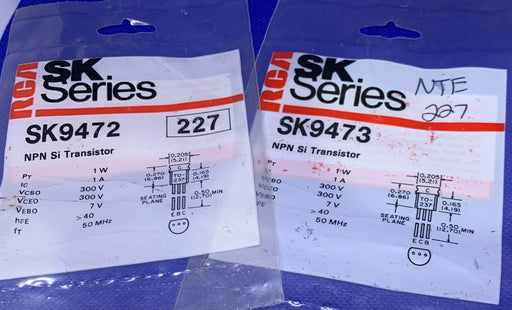 RCA
SK
Series
SK9472
227
NPN Si Transistor
PT 1 W
IC 1 A
VCBO 300 V
VCEO 300 V
VEBO 7 V
hFE > 40
fT 50 MHz
0.205
(5.21)
0.270
(6.86)
C
TO-
237
0.165
(4.19)
SEATING
PLANE
0.50 MIN
(12.70)
E B C
RCA
SK
Series
NTE
227
SK9473
NPN Si Transistor
PT 1 W
IC 1 A
VCBO 300 V
VCEO 300 V
VEBO 7 V
hFE > 40
fT 50 MHz
0.205
(5.21)
0.270
(6.86)
C
TO-
237
0.165
(4.19)
SEATING
PLANE
0.50 MIN
(12.70)
E C B